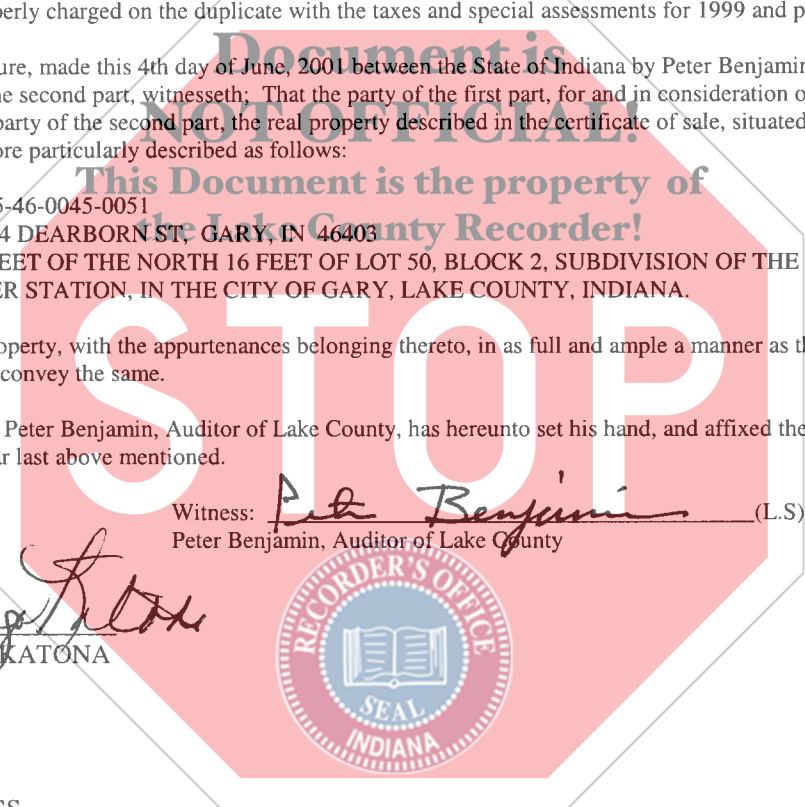 perly charged on the duplicate with the taxes and special assessments for 1999 and p
Document is
ure, made this 4th day of June, 2001 between the State of Indiana by Peter Benjamin
he second part, witnesseth; That the party of the first part, for and in consideration o
NOT OFFICIAL!
party of the second part, the real property described in the certificate of sale, situated
ore particularly described as follows:
This Document is the property of
5-46-0045-0051
the Lake County Recorder!
4 DEARBORN ST, GARY, IN 46403
EET OF THE NORTH 16 FEET OF LOT 50, BLOCK 2, SUBDIVISION OF THE
ER STATION, IN THE CITY OF GARY, LAKE COUNTY, INDIANA.
STOP
operty, with the appurtenances belonging thereto, in as full and ample a manner as th
convey the same.
Peter Benjamin, Auditor of Lake County, has hereunto set his hand, and affixed the
ar last above mentioned.
Witness: Peter Benjamin (L.S)
Peter Benjamin, Auditor of Lake County
KATONA
RECORDER'S OFFICE
SEAL
INDIANA